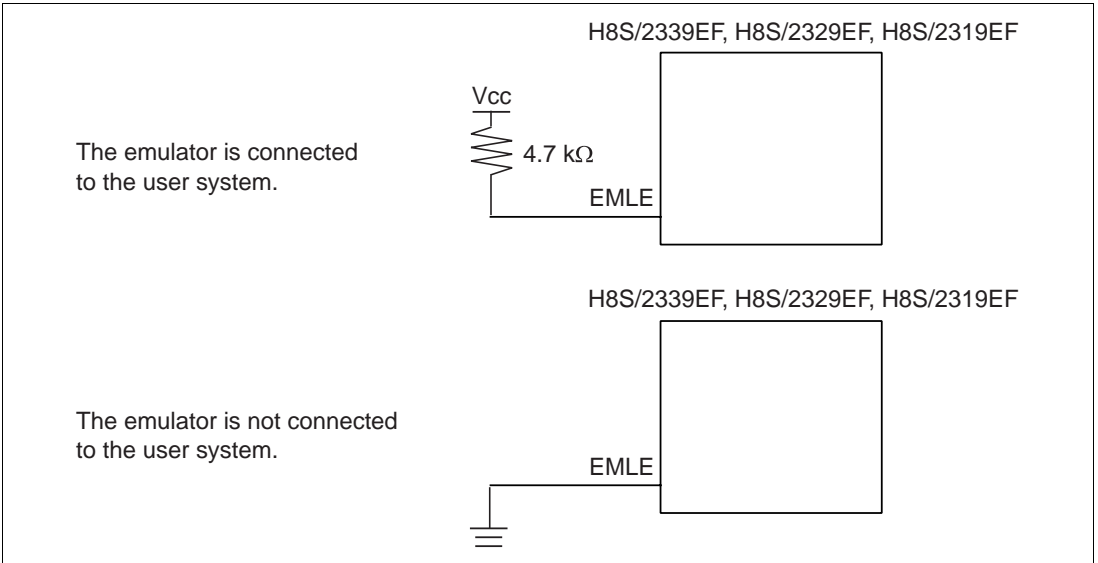 H8S/2339EF, H8S/2329EF, H8S/2319EF
Vcc
The emulator is connected
to the user system.
4.7 kΩ
EMLE
H8S/2339EF, H8S/2329EF, H8S/2319EF
The emulator is not connected
to the user system.
EMLE